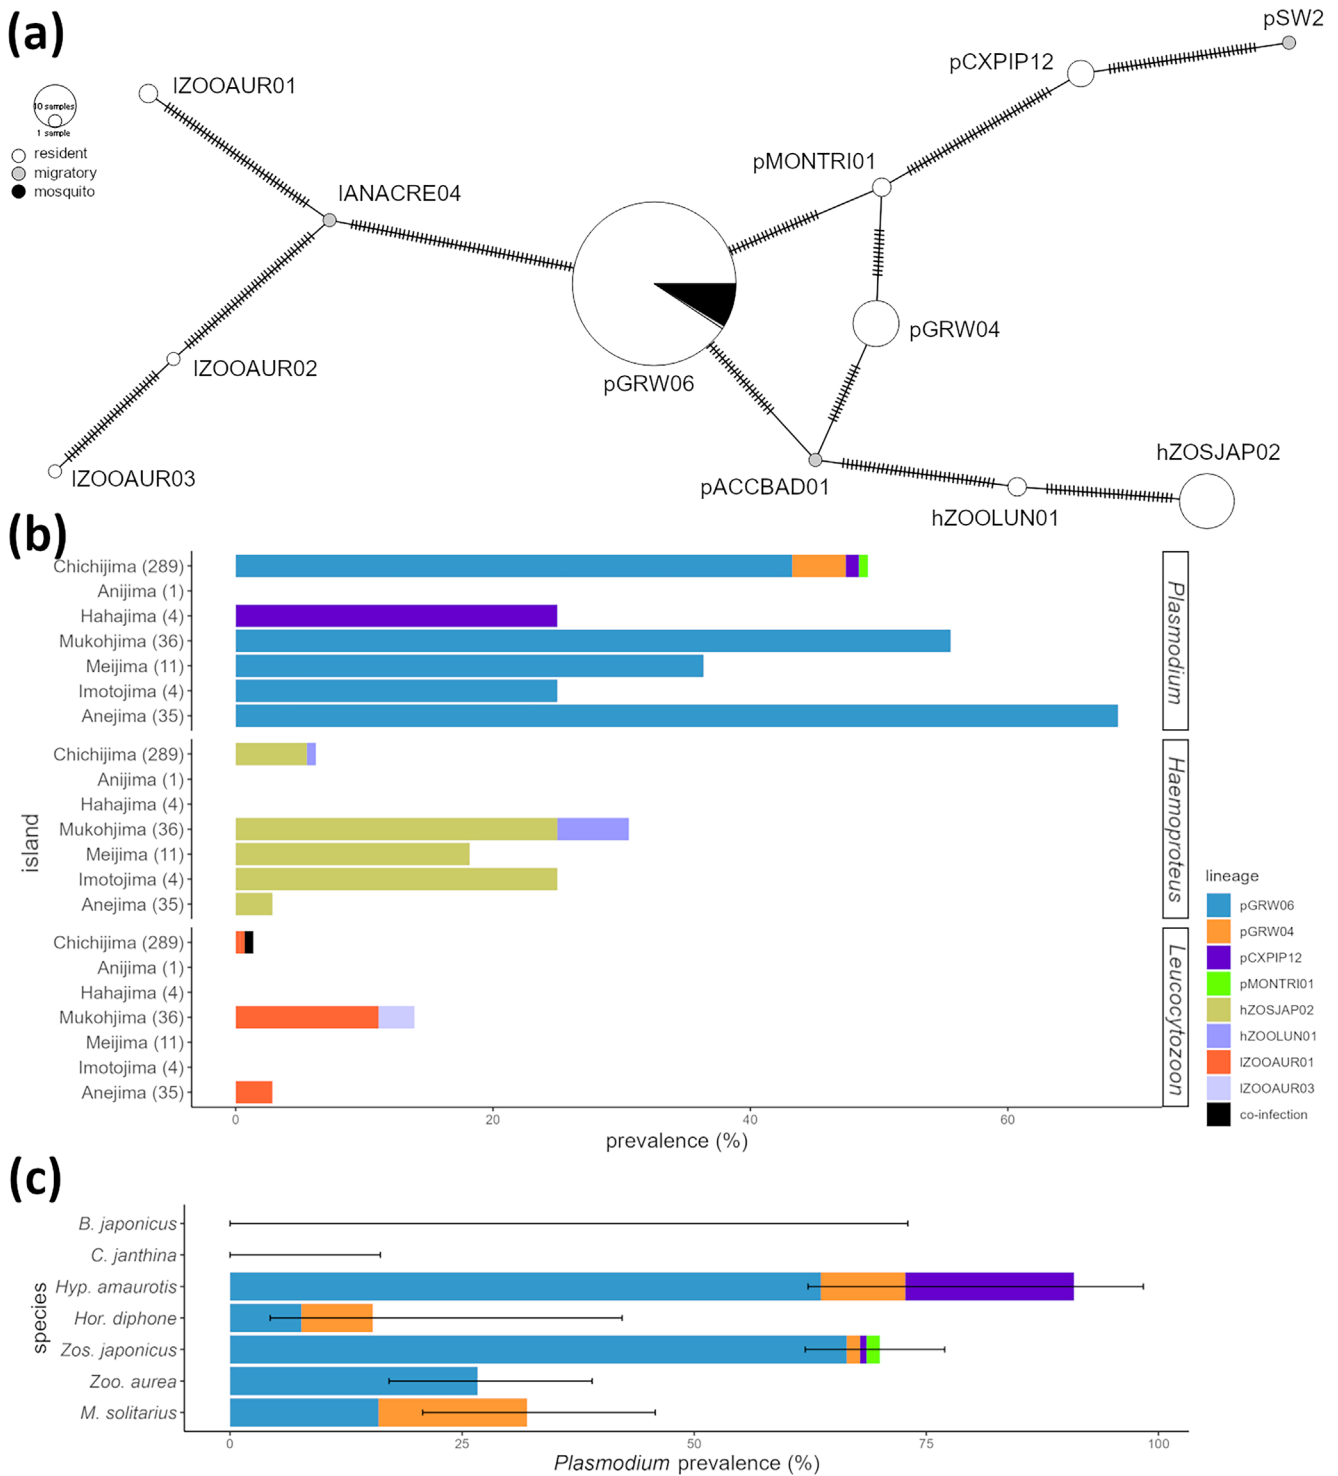 (a)
pSW2
pCXPIP12
lZOOAUR01
10 samples
1 sample
resident
migratory
mosquito
pMONTRI01
lANACRE04
pGRW04
lZOOAUR02
pGRW06
hZOSJAP02
lZOOAUR03
pACCBAD01
hZOOLUN01
(b)
Chichijima (289)
Anijima (1)
Hahajima (4)
Mukohjima (36)
Meijima (11)
Imotojima (4)
Anejima (35)
Plasmodium
Chichijima (289)
Anijima (1)
Hahajima (4)
Mukohjima (36)
Meijima (11)
Imotojima (4)
Anejima (35)
Haemoproteus
island
Chichijima (289)
Anijima (1)
Hahajima (4)
Mukohjima (36)
Meijima (11)
Imotojima (4)
Anejima (35)
Leucocytozoon
0 20 40 60
prevalence (%)
lineage
pGRW06
pGRW04
pCXPIP12
pMONTRI01
hZOSJAP02
hZOOLUN01
lZOOAUR01
lZOOAUR03
co-infection
(c)
B. japonicus
C. janthina
Hyp. amaurotis
Hor. diphone
Zos. japonicus
Zoo. aurea
M. solitarius
species
0 25 50 75 100
Plasmodium prevalence (%)